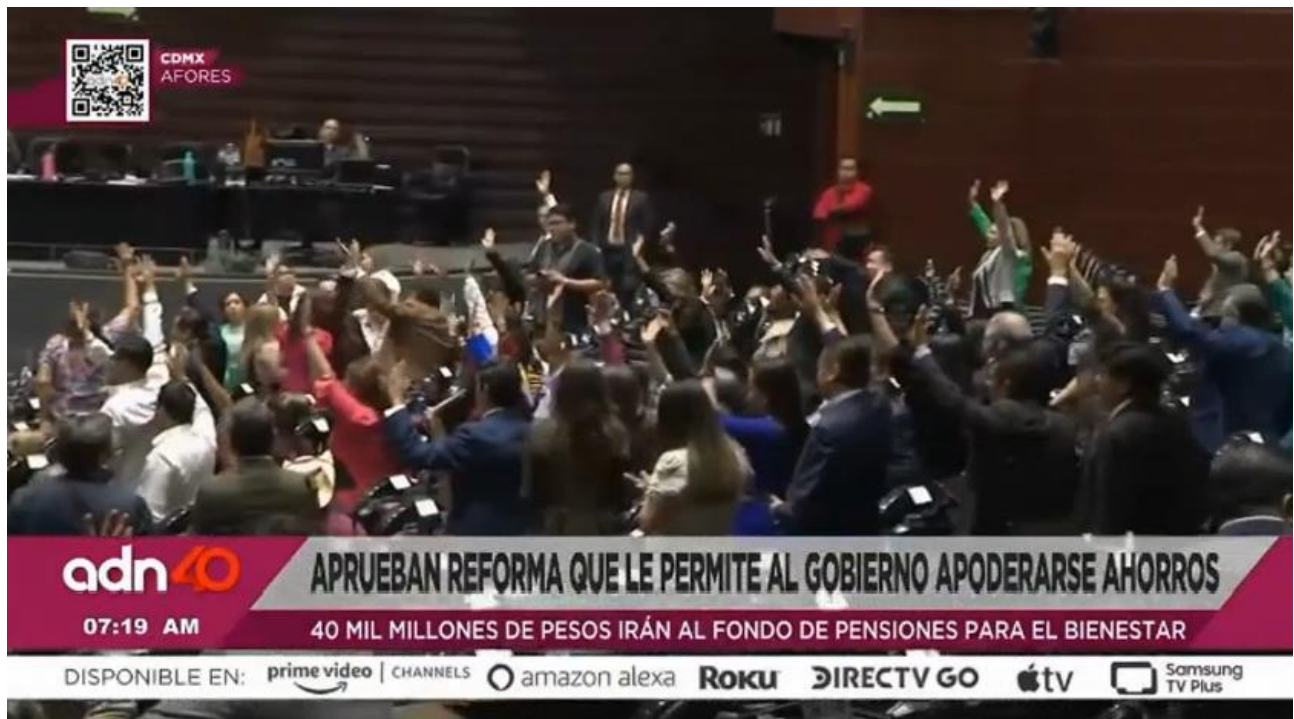 CDMX
AFORES
adn40
APRUEBAN REFORMA QUE LE PERMITE AL GOBIERNO APODERARSE AHORROS
07:19 AM
40 MIL MILLONES DE PESOS IRÁN AL FONDO DE PENSIONES PARA EL BIENESTAR
DISPONIBLE EN: prime video | CHANNELS amazon alexa ROKU DIRECTV GO tv Samsung TV Plus